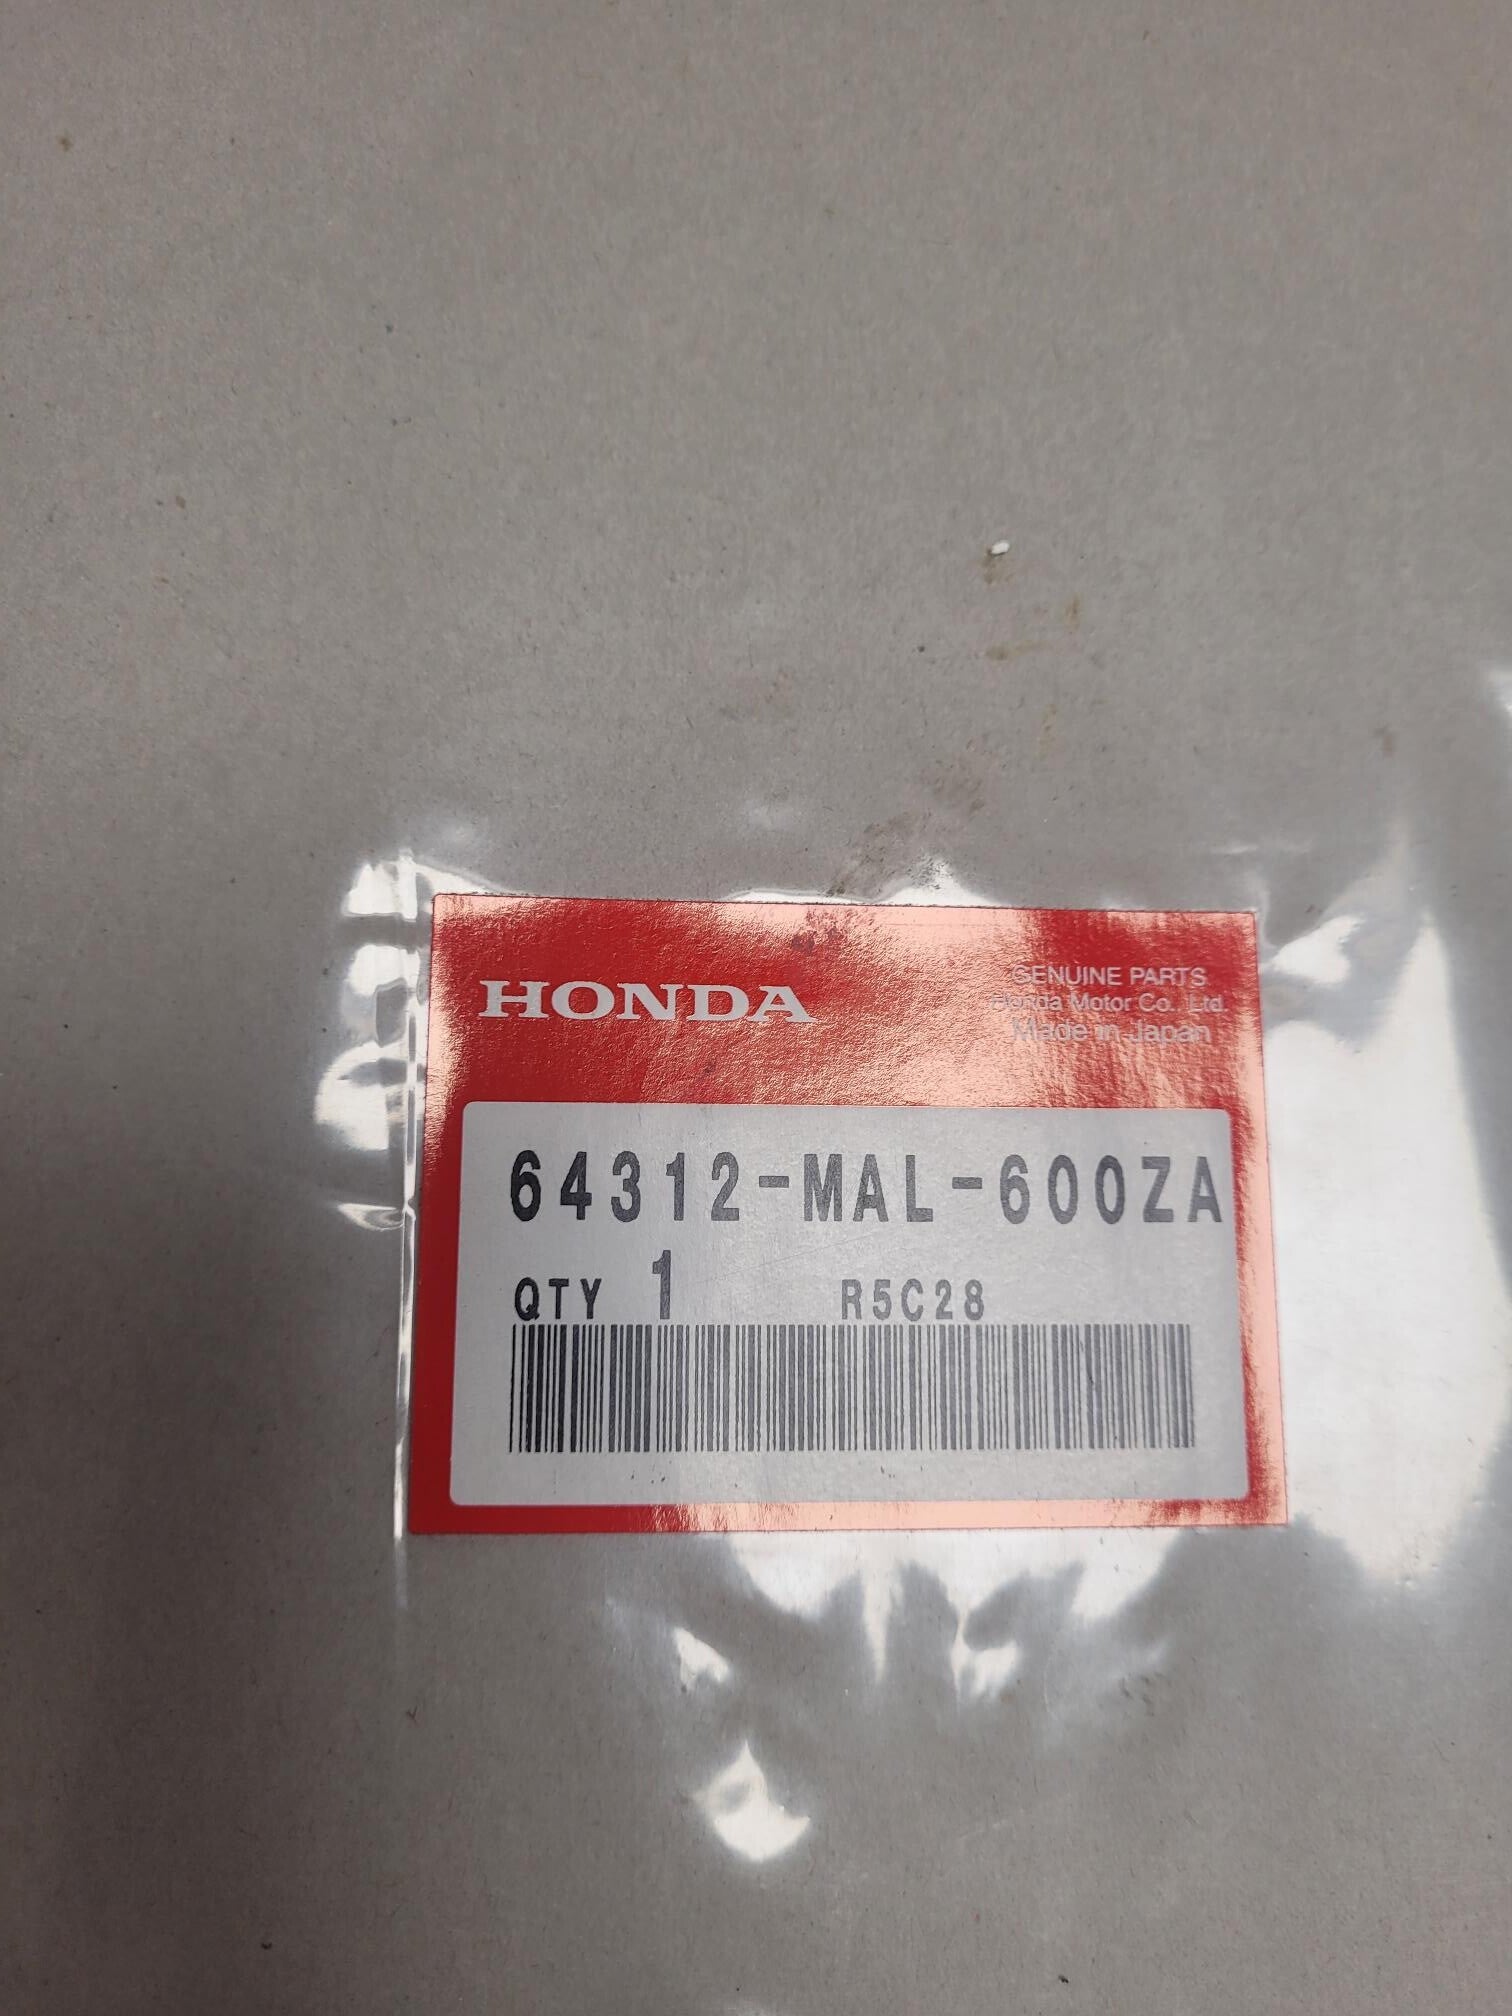 HONDA
GENUINE PARTS
Honda Motor Co., Ltd.
Made in Japan
64312-MAL-600ZA
QTY 1 R5C28